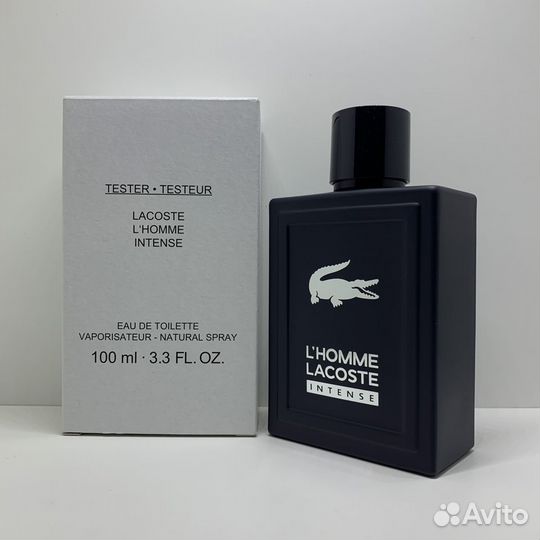 TESTER • TESTEUR
LACOSTE
L'HOMME
INTENSE
EAU DE TOILETTE
VAPORISATEUR - NATURAL SPRAY
100 ml · 3.3 FL. OZ.
L'HOMME
LACOSTE
INTENSE
Avito